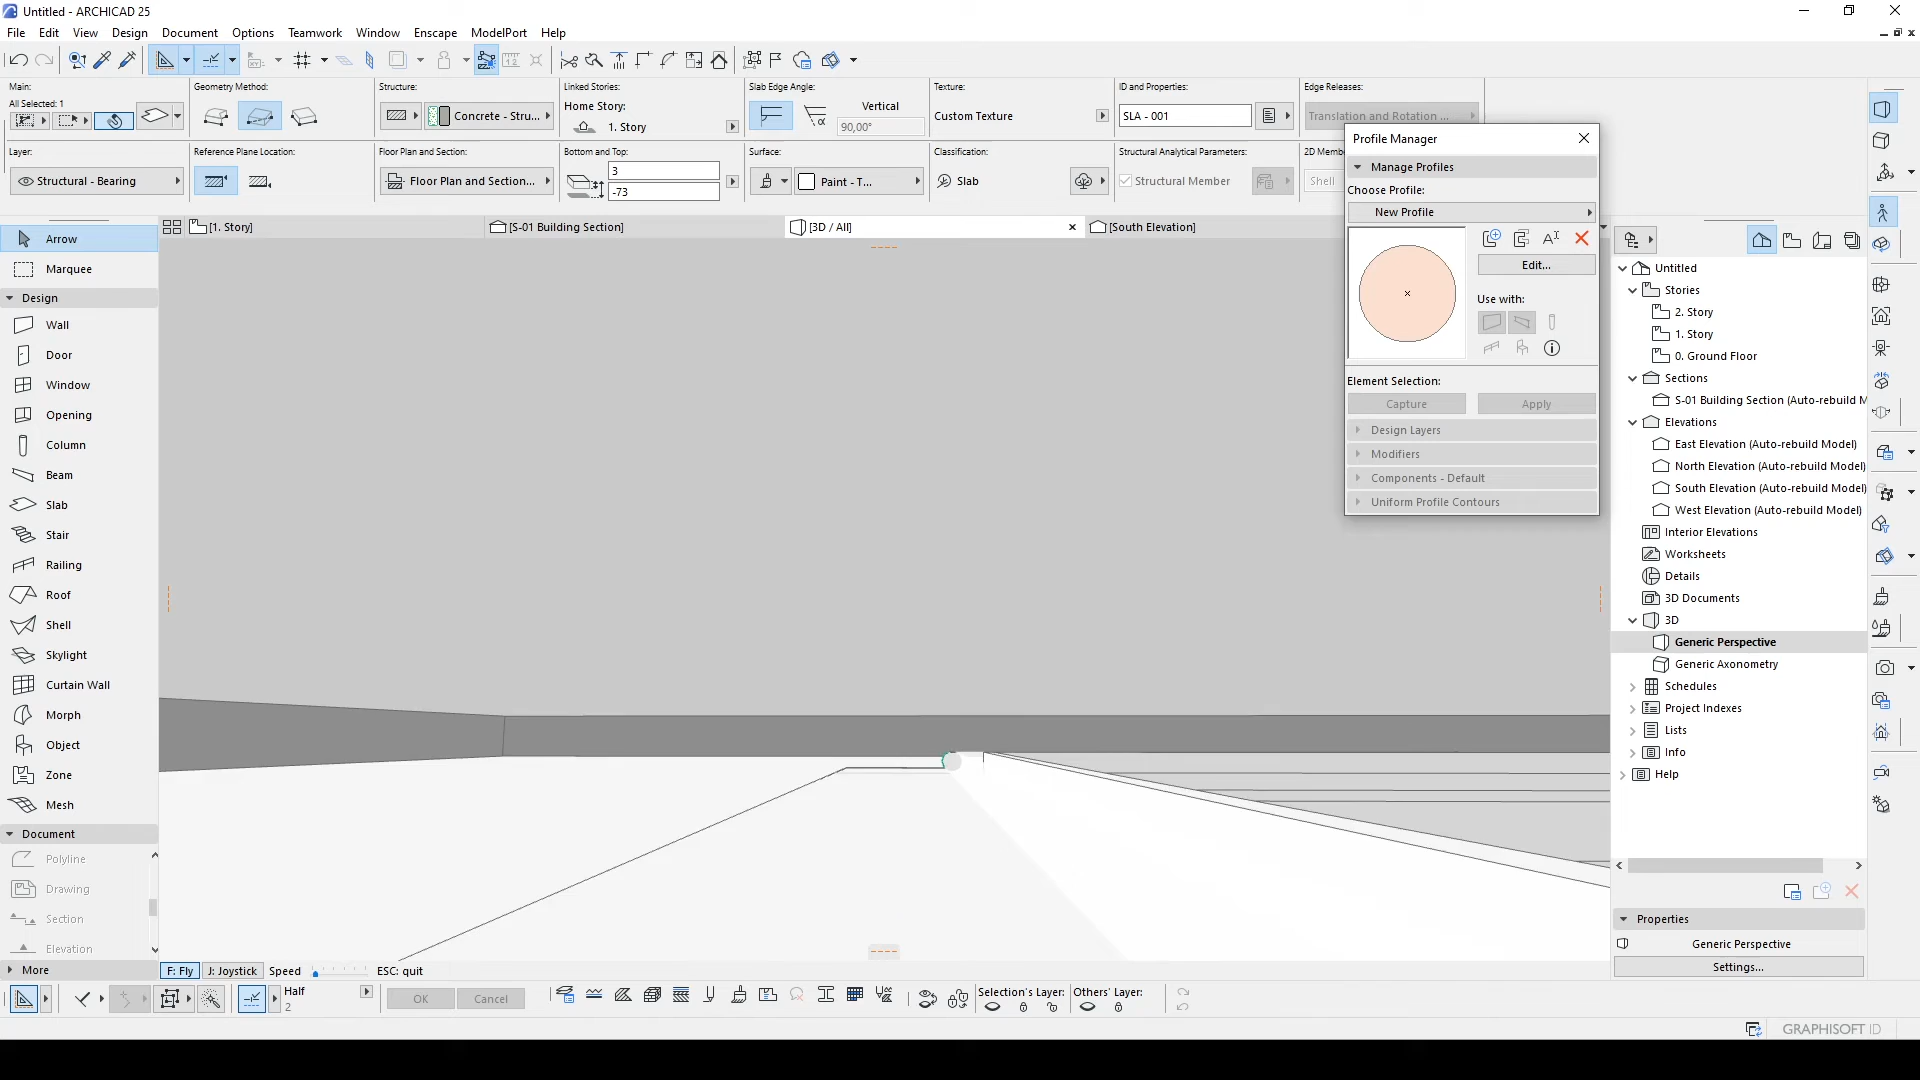 Untitled - ARCHICAD 25
File Edit View Design Document Options Teamwork Window Enscape ModelPort Help
Main:
All Selected: 1
Geometry Method:
Structure:
Concrete - Stru...
Linked Stories:
Home Story:
1. Story
Slab Edge Angle:
Vertical
90,00°
Texture:
Custom Texture
ID and Properties:
SLA - 001
Edge Releases:
Translation and Rotation ...
Layer:
Structural - Bearing
Reference Plane Location:
Floor Plan and Section:
Floor Plan and Section...
Bottom and Top:
3
-73
Surface:
Paint - T...
Classification:
Slab
Structural Analytical Parameters:
Structural Member
2D Memb
Shell
[1. Story]
[S-01 Building Section]
[3D / All]
[South Elevation]
Arrow
Marquee
Design
Wall
Door
Window
Opening
Column
Beam
Slab
Stair
Railing
Roof
Shell
Skylight
Curtain Wall
Morph
Object
Zone
Mesh
Document
Polyline
Drawing
Section
Elevation
More
Profile Manager
Manage Profiles
Choose Profile:
New Profile
Edit...
Use with:
Element Selection:
Capture
Apply
Design Layers
Modifiers
Components - Default
Uniform Profile Contours
Untitled
Stories
2. Story
1. Story
0. Ground Floor
Sections
S-01 Building Section (Auto-rebuild M
Elevations
East Elevation (Auto-rebuild Model)
North Elevation (Auto-rebuild Model)
South Elevation (Auto-rebuild Model)
West Elevation (Auto-rebuild Model)
Interior Elevations
Worksheets
Details
3D Documents
3D
Generic Perspective
Generic Axonometry
Schedules
Project Indexes
Lists
Info
Help
Properties
Generic Perspective
Settings...
F: Fly J: Joystick Speed ESC: quit
Half
2
OK
Cancel
Selection's Layer:
Others' Layer:
GRAPHISOFT ID